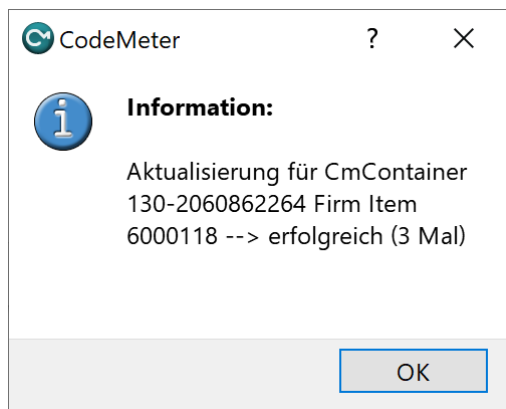 CodeMeter
?
Information:
Aktualisierung für CmContainer
130-2060862264 Firm Item
6000118 --> erfolgreich (3 Mal)
OK